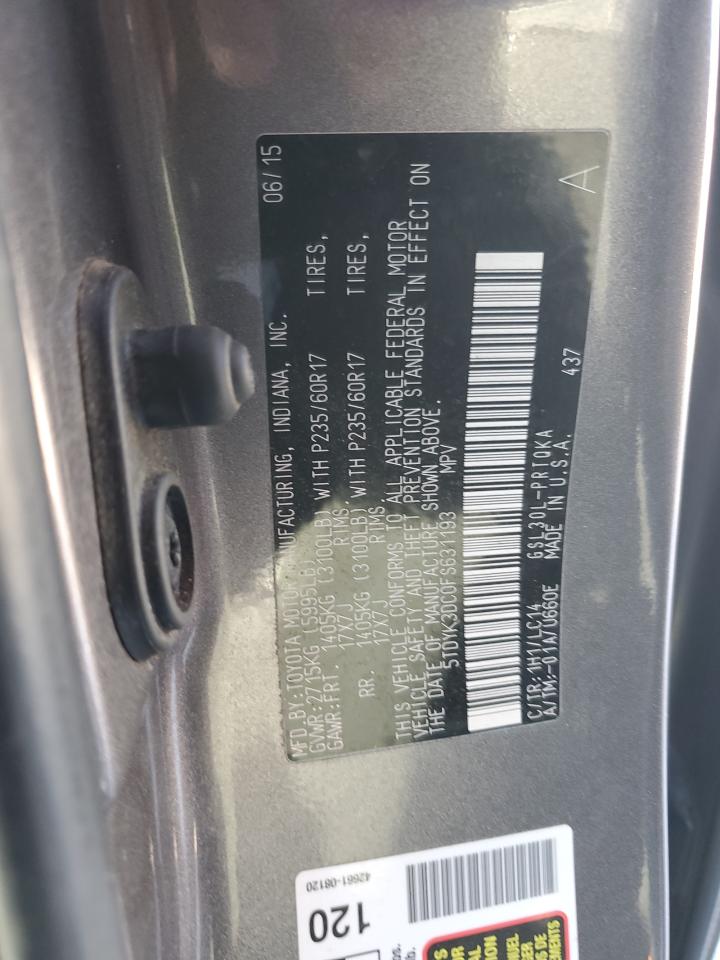 06/15
MFD.BY:TOYOTA MOTOR MANUFACTURING, INDIANA, INC.
GVWR:2715KG (5995LB)
GAWR:FRT. 1405KG (3100LB) WITH P235/60R17 TIRES,
17X7J RIMS
RR. 1405KG (3100LB) WITH P235/60R17 TIRES,
17X7J RIMS
THIS VEHICLE CONFORMS TO ALL APPLICABLE FEDERAL MOTOR
VEHICLE SAFETY AND THEFT PREVENTION STANDARDS IN EFFECT ON
THE DATE OF MANUFACTURE SHOWN ABOVE.
5TDYK3DC0FS631193 MPV
C/TR:1H1/LC14 GSL30L-PRTQKA 437
A/TM:-01A/U660E MADE IN U.S.A.
A
42661-08120
120